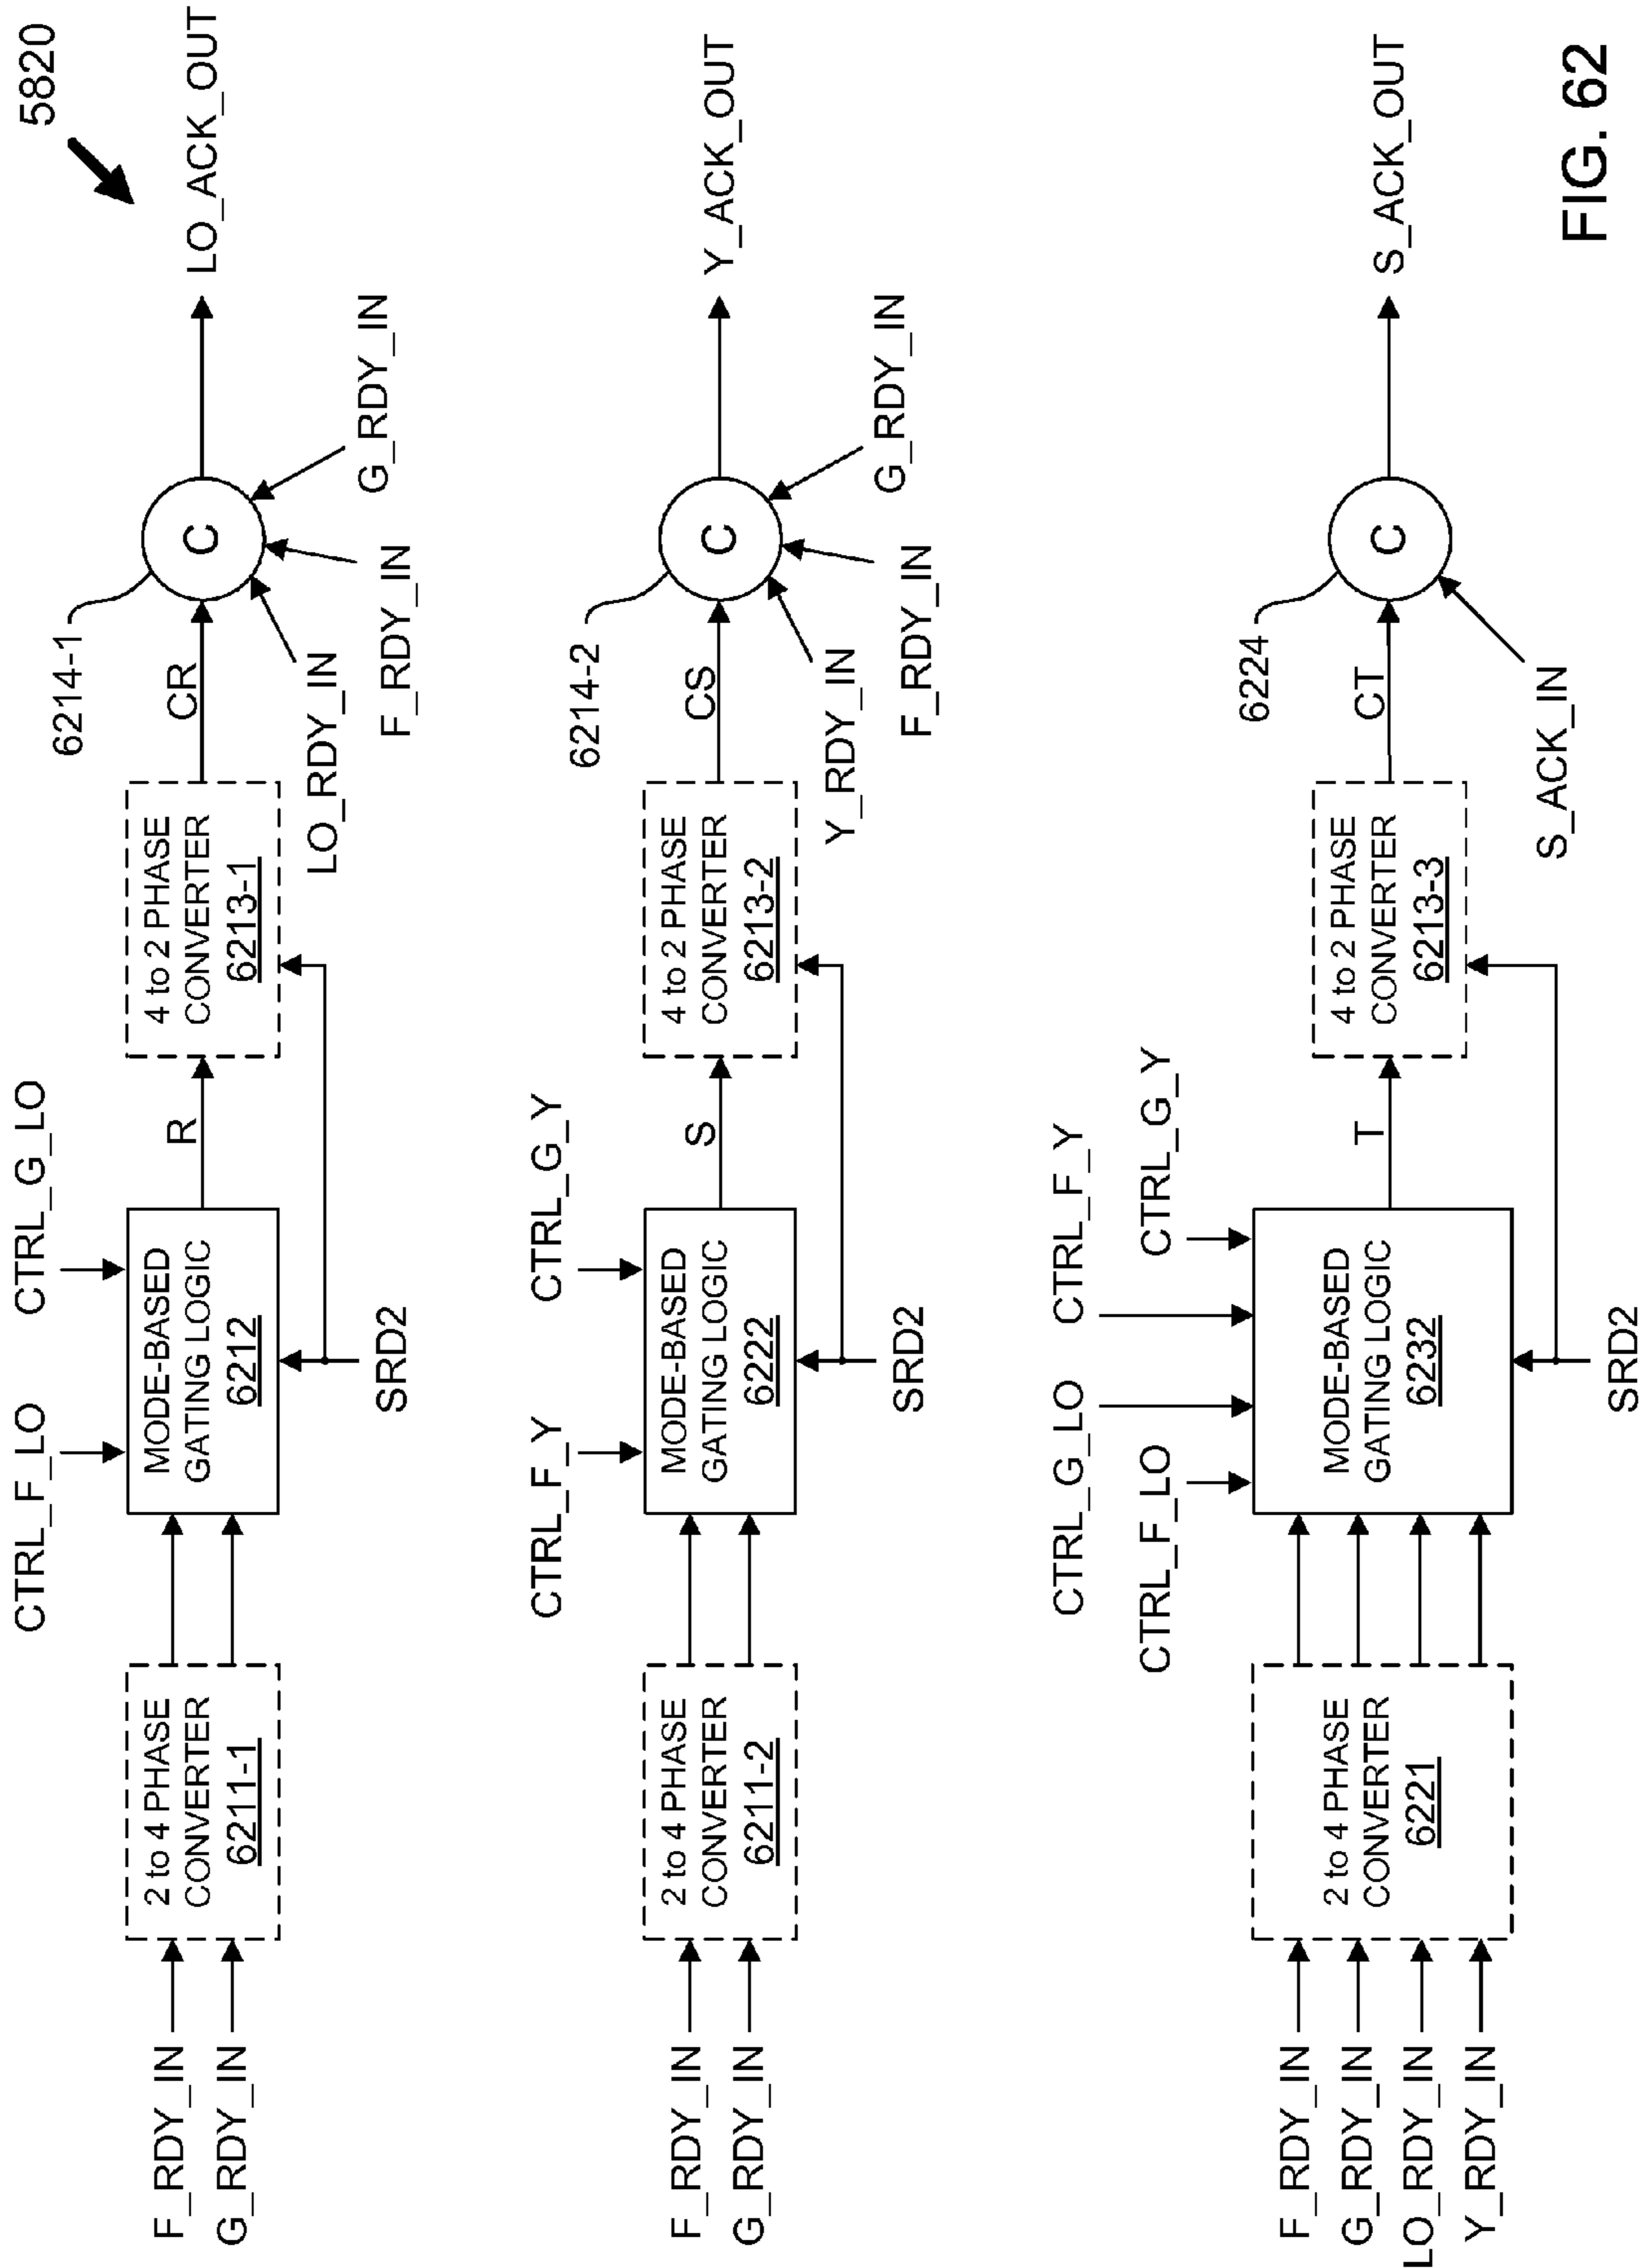 5820
CTRL_F_LO
CTRL_G_LO
F_RDY_IN
G_RDY_IN
2 to 4 PHASE
CONVERTER
6211-1
MODE-BASED
GATING LOGIC
6212
SRD2
R
4 to 2 PHASE
CONVERTER
6213-1
CR
6214-1
C
LO_RDY_IN
F_RDY_IN
G_RDY_IN
LO_ACK_OUT
CTRL_F_Y
CTRL_G_Y
F_RDY_IN
G_RDY_IN
2 to 4 PHASE
CONVERTER
6211-2
MODE-BASED
GATING LOGIC
6222
SRD2
S
4 to 2 PHASE
CONVERTER
6213-2
CS
6214-2
C
Y_RDY_IN
F_RDY_IN
G_RDY_IN
Y_ACK_OUT
CTRL_G_LO
CTRL_F_Y
CTRL_F_LO
CTRL_G_Y
F_RDY_IN
G_RDY_IN
LO_RDY_IN
Y_RDY_IN
2 to 4 PHASE
CONVERTER
6221
MODE-BASED
GATING LOGIC
6232
SRD2
T
4 to 2 PHASE
CONVERTER
6213-3
CT
6224
C
S_ACK_IN
S_ACK_OUT
FIG. 62